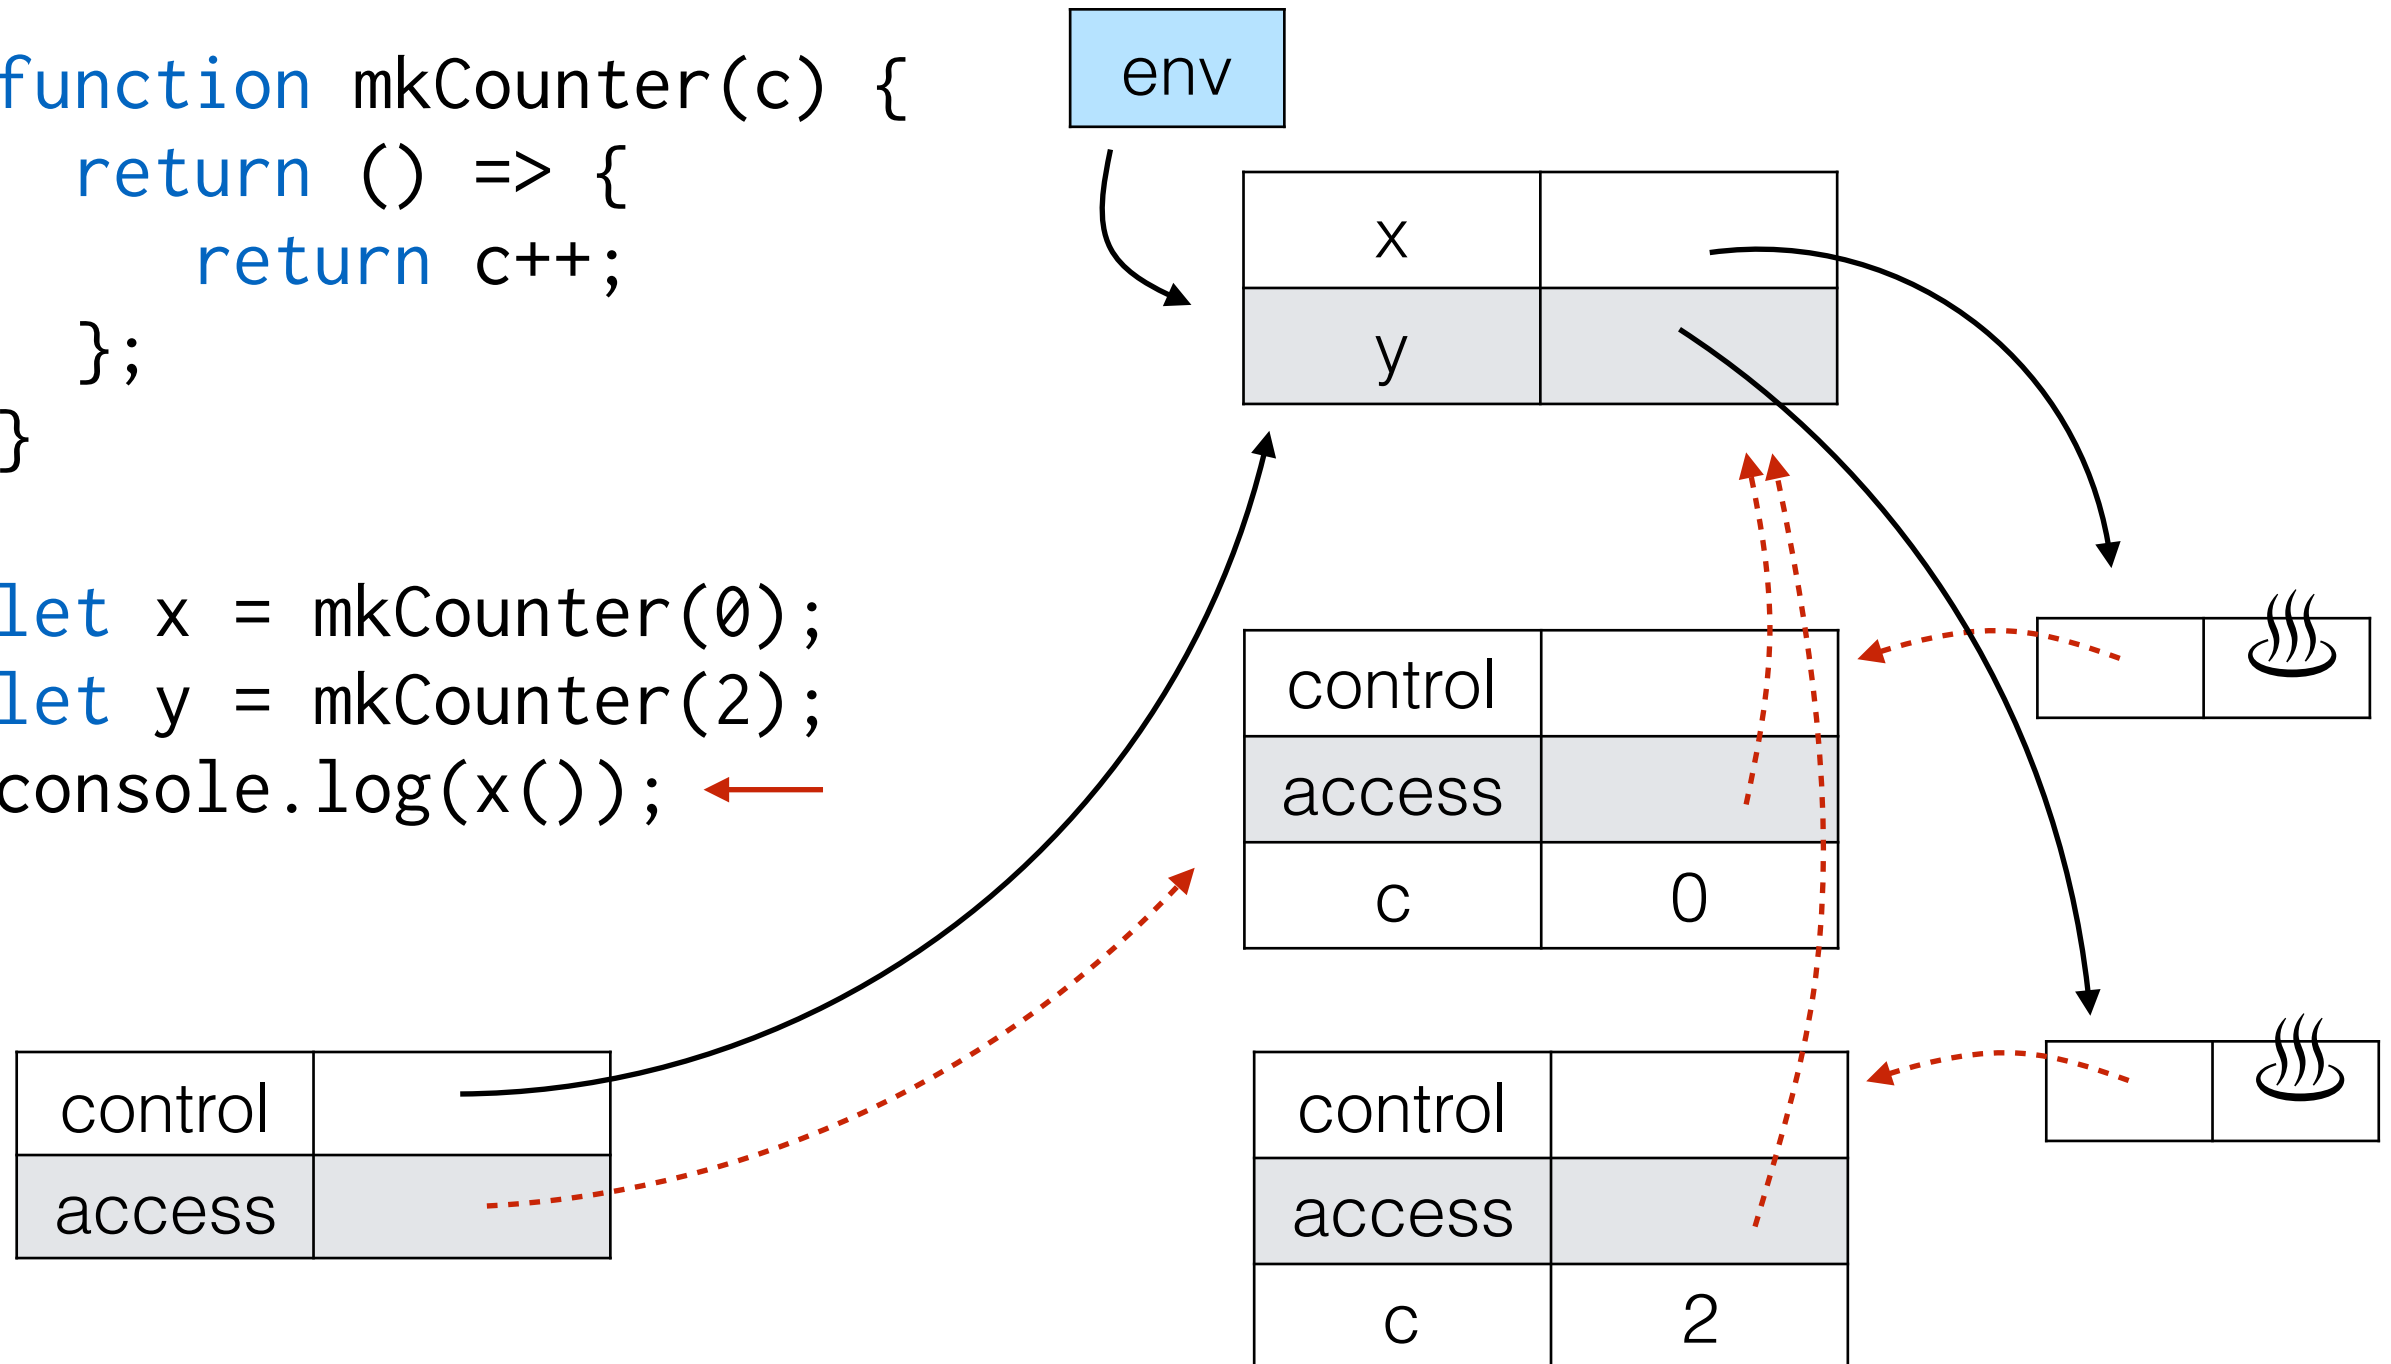 function mkCounter(c) {
return () => {
return c++;
};
}
let x = mkCounter(0);
let y = mkCounter(2);
console.log(x());
env
x
y
control
access
c 0
control
access
c 2
control
access